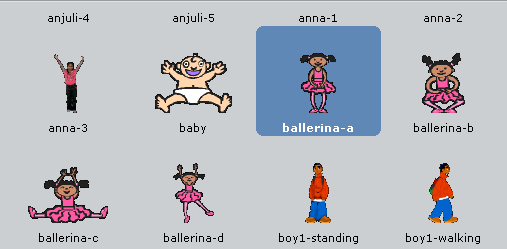 anjuli-4 anjuli-5 anna-1 anna-2
anna-3 baby ballerina-a ballerina-b
ballerina-c ballerina-d boy1-standing boy1-walking